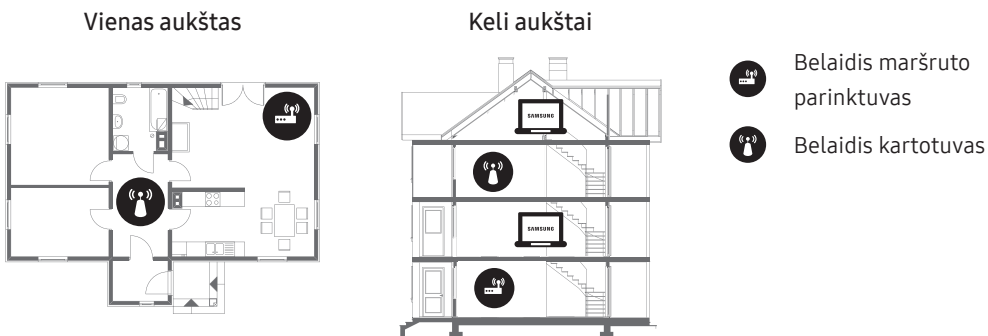 Vienas aukštas
Keli aukštai
Belaidis maršruto
parinktuvas
Belaidis kartotuvas
SAMSUNG
SAMSUNG